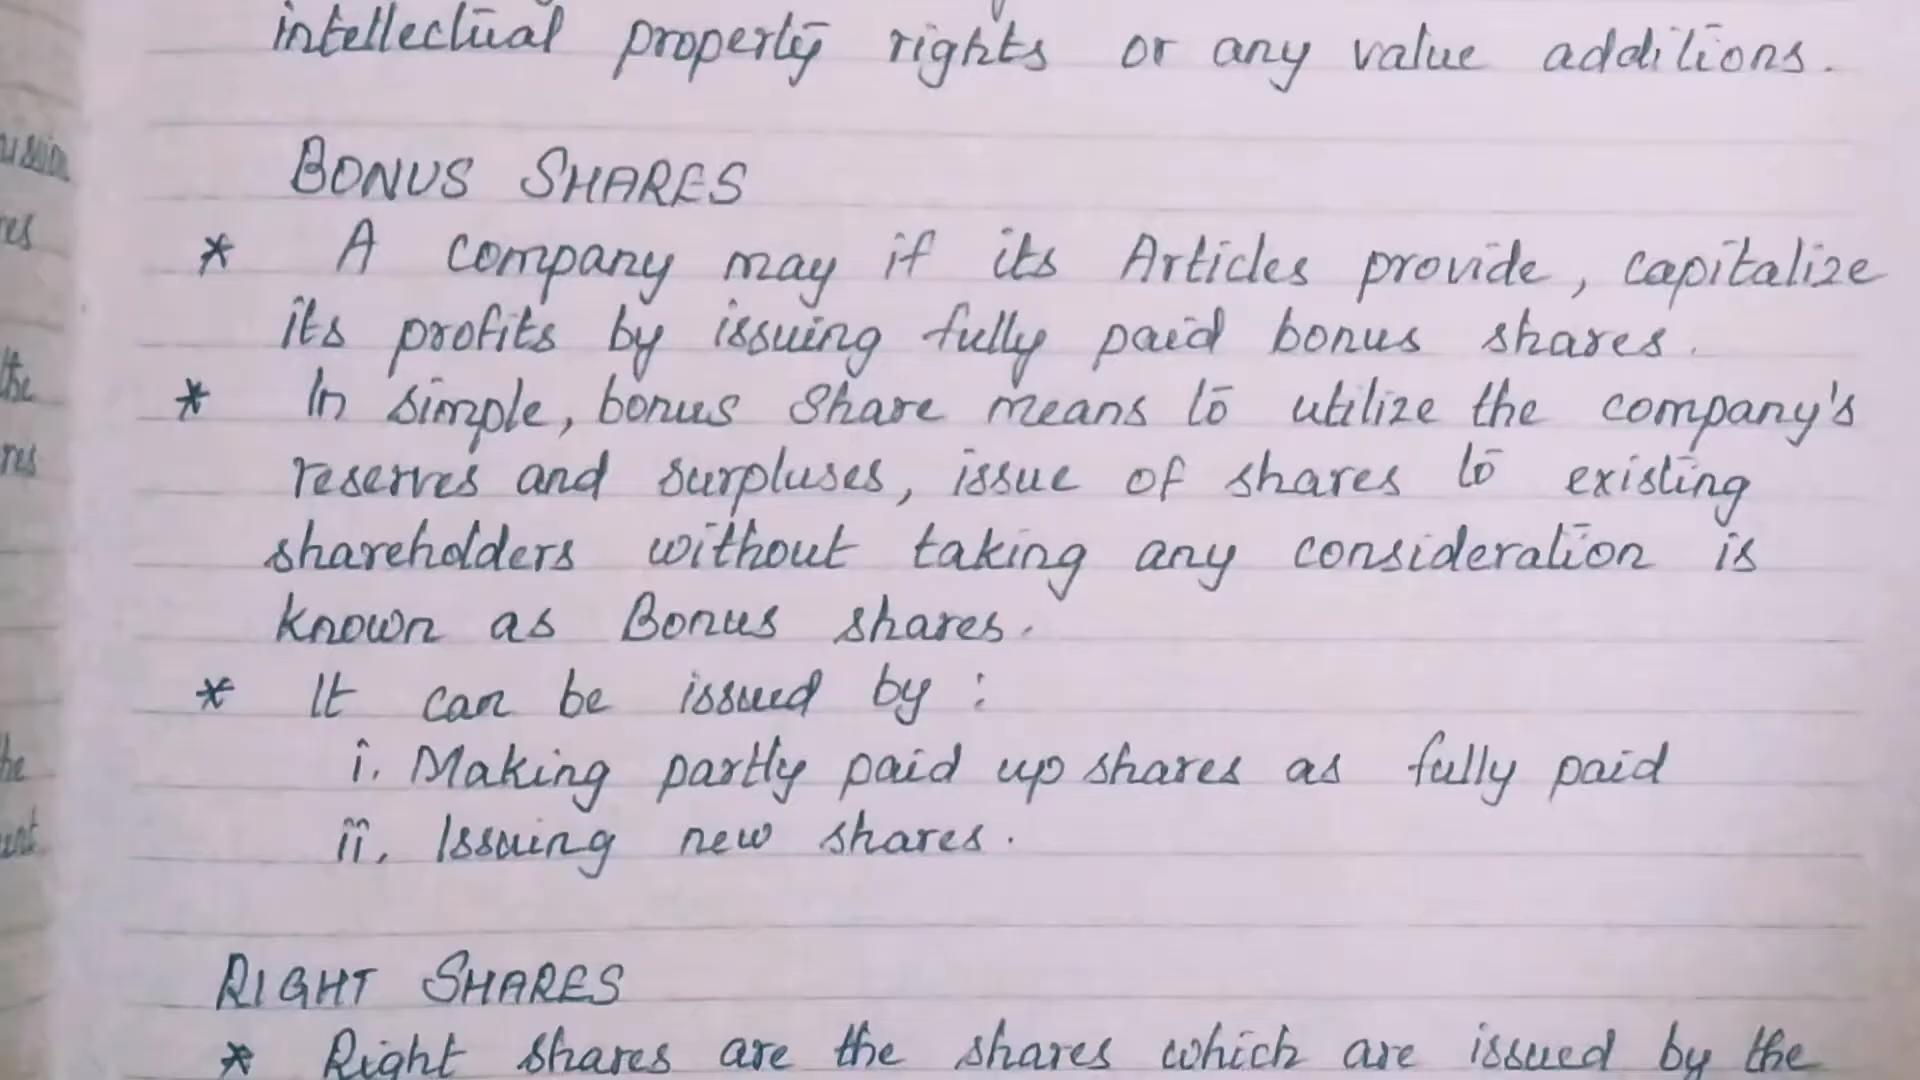 intellectual property rights or any value additions.
BONUS SHARES
* A company may if its Articles provide, capitalize
its profits by issuing fully paid bonus shares.
* In simple, bonus share means to utilize the company's
reserves and surpluses, issue of shares to existing
shareholders without taking any consideration is
known as Bonus shares.
* It can be issued by :
i. Making partly paid up shares as fully paid
ii. Issuing new shares.
RIGHT SHARES
* Right shares are the shares which are issued by the